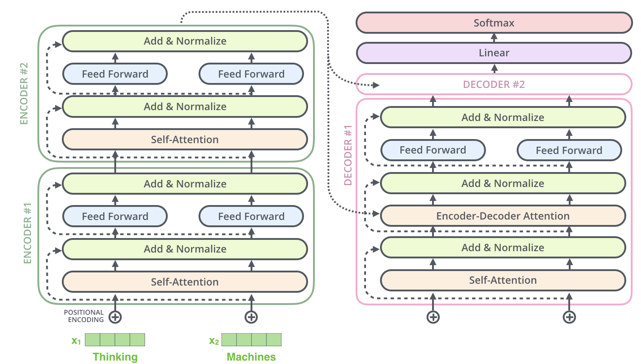 ENCODER #2
Add & Normalize
Feed Forward Feed Forward
Add & Normalize
Self-Attention
ENCODER #1
Add & Normalize
Feed Forward Feed Forward
Add & Normalize
Self-Attention
POSITIONAL
ENCODING
x₁ x₂
Thinking Machines
Softmax
Linear
DECODER #2
DECODER #1
Add & Normalize
Feed Forward Feed Forward
Add & Normalize
Encoder-Decoder Attention
Add & Normalize
Self-Attention